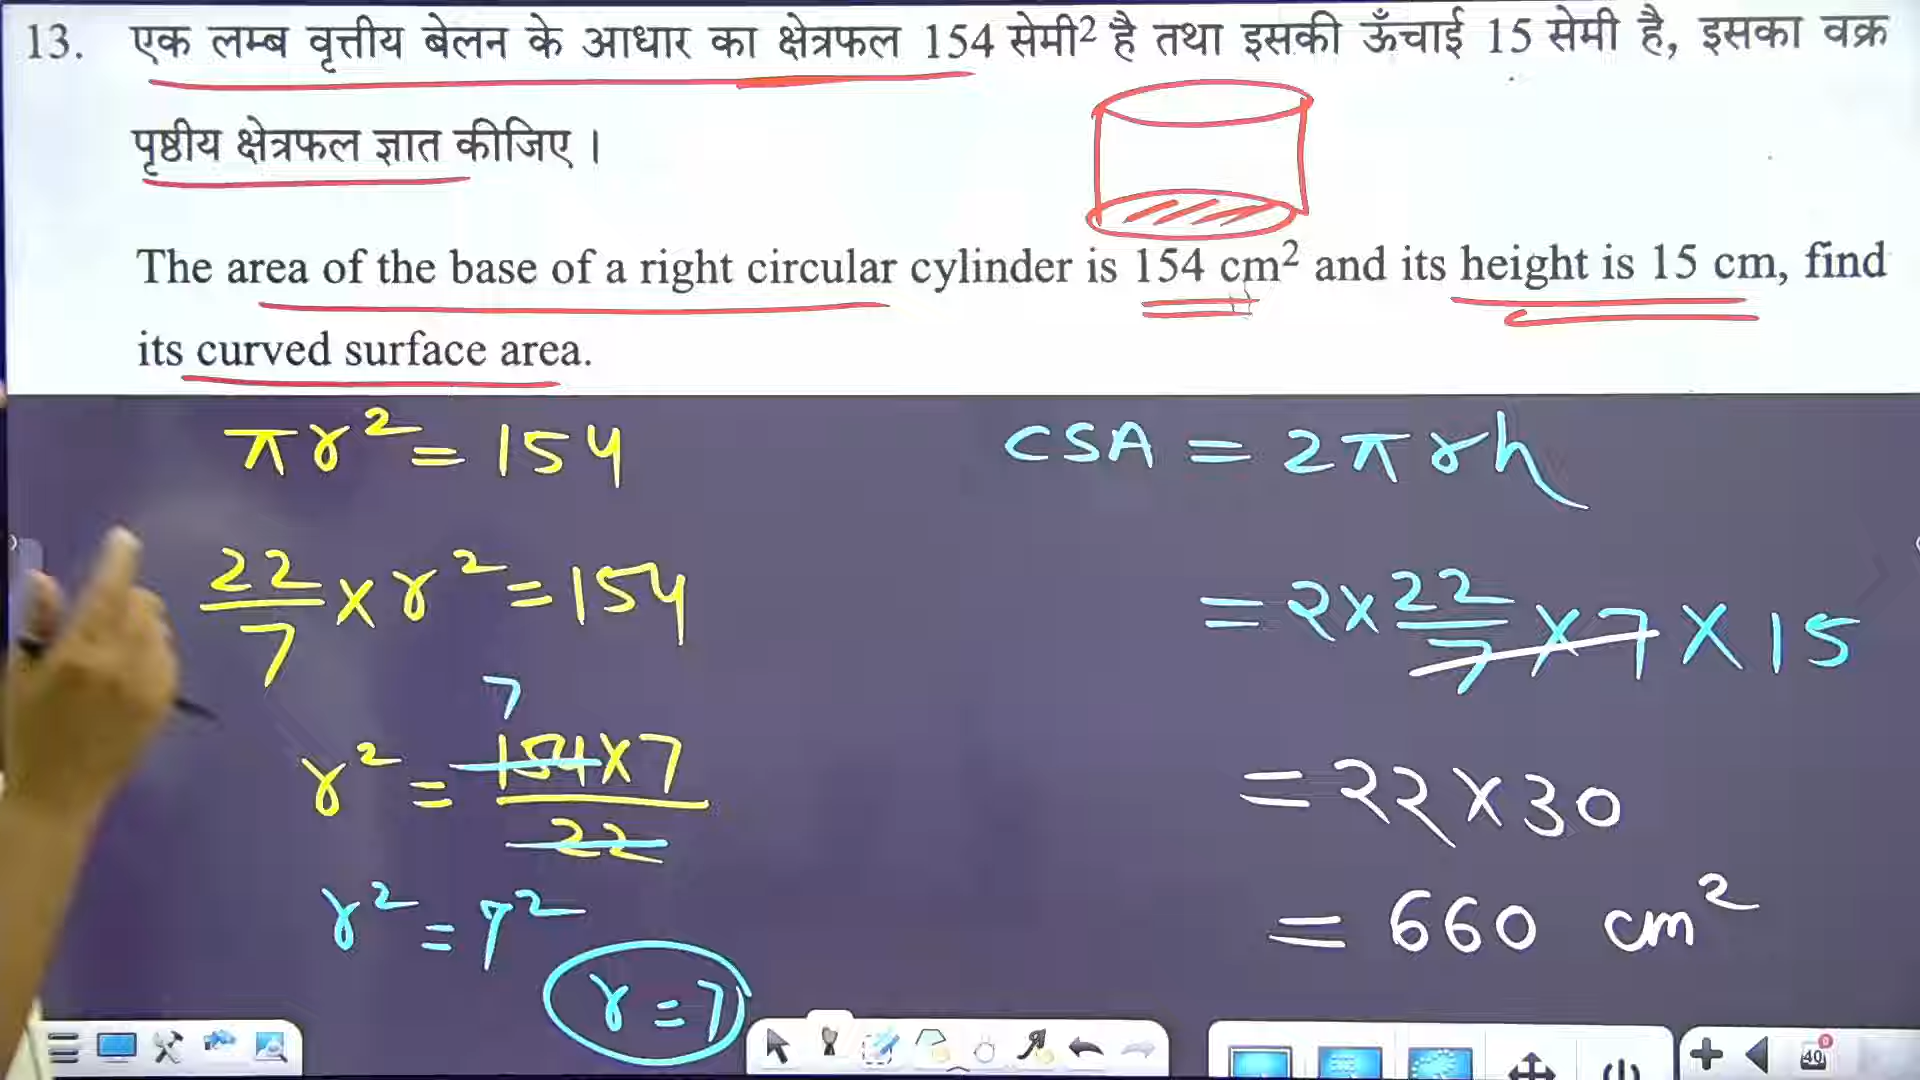 13. एक लम्ब वृत्तीय बेलन के आधार का क्षेत्रफल 154 सेमी² है तथा इसकी ऊँचाई 15 सेमी है, इसका वक्र
पृष्ठीय क्षेत्रफल ज्ञात कीजिए ।
The area of the base of a right circular cylinder is 154 cm² and its height is 15 cm, find
its curved surface area.
πr² = 154
22/7 × r² = 154
7
r² = 154×7/22
r² = 7²
r = 7
CSA = 2πrh
= 2×22/7×7×15
= 22×30
= 660 cm²
40
0